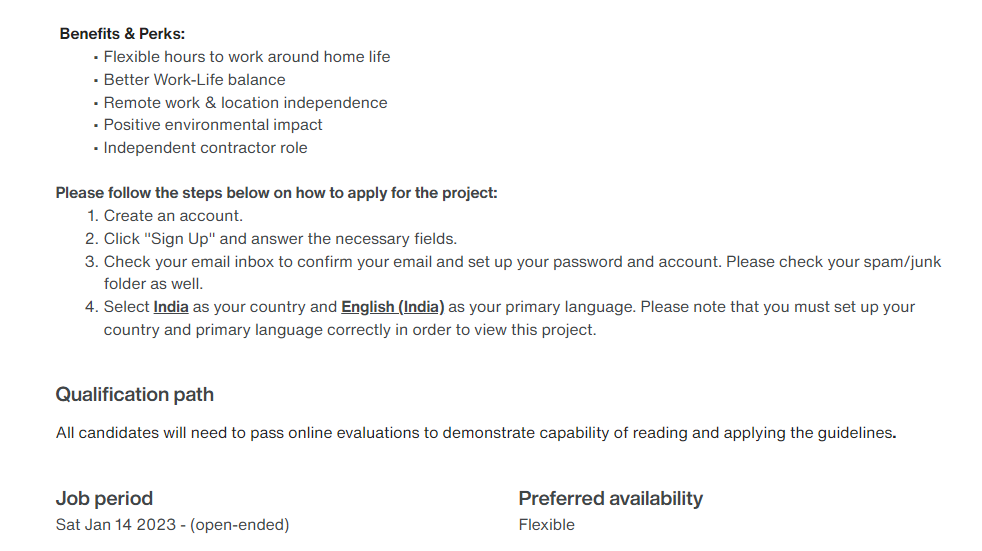 Benefits & Perks:
▪ Flexible hours to work around home life
▪ Better Work-Life balance
▪ Remote work & location independence
▪ Positive environmental impact
▪ Independent contractor role
Please follow the steps below on how to apply for the project:
1. Create an account.
2. Click "Sign Up" and answer the necessary fields.
3. Check your email inbox to confirm your email and set up your password and account. Please check your spam/junk
folder as well.
4. Select India as your country and English (India) as your primary language. Please note that you must set up your
country and primary language correctly in order to view this project.
Qualification path
All candidates will need to pass online evaluations to demonstrate capability of reading and applying the guidelines.
Job period
Sat Jan 14 2023 - (open-ended)
Preferred availability
Flexible